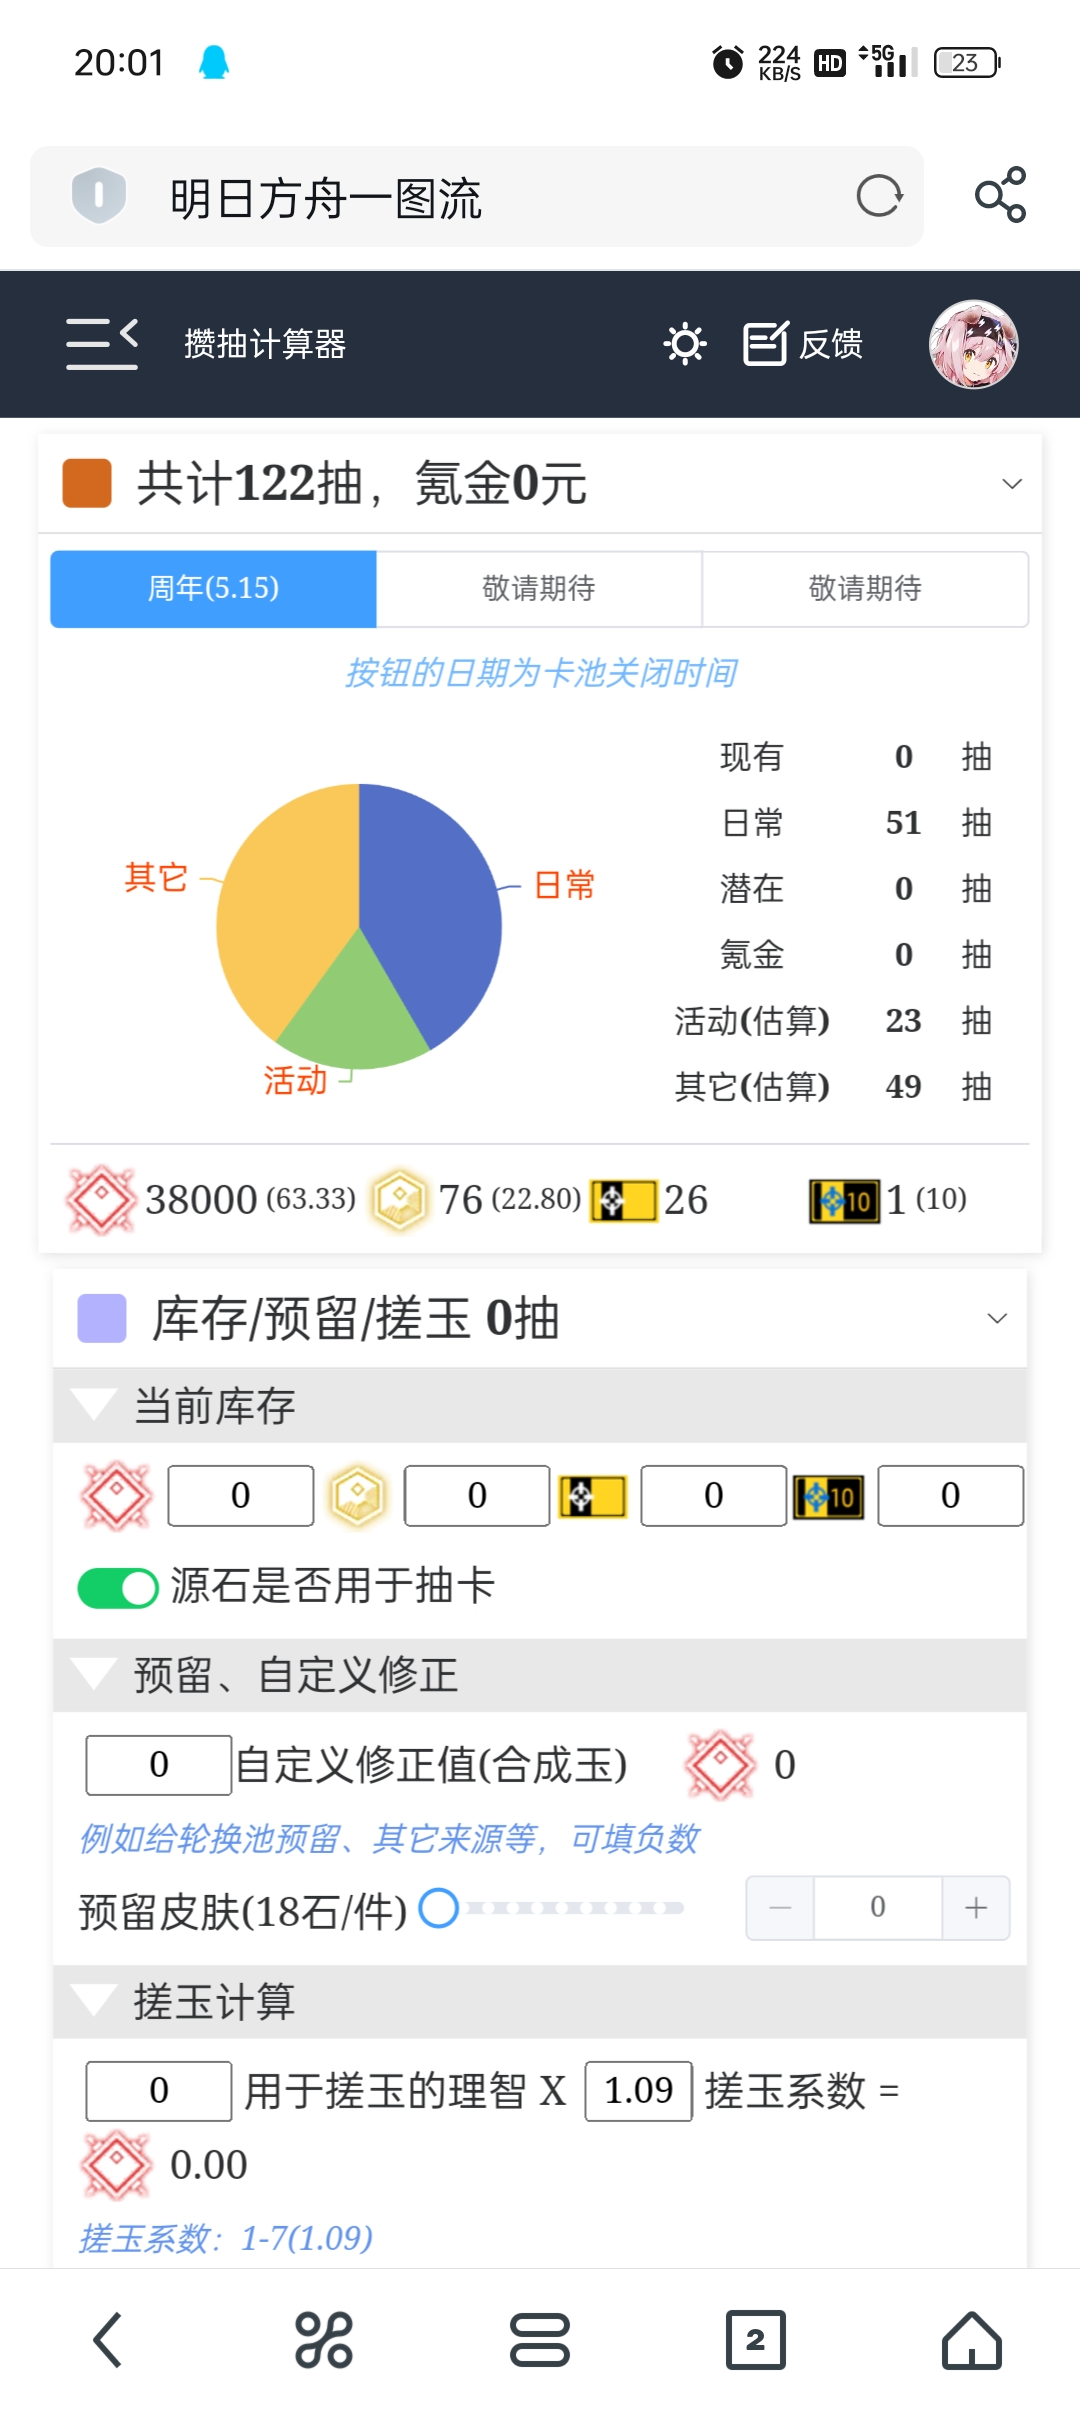 20:01
224 KB/S HD 5G 23
明日方舟一图流
攒抽计算器 反馈
共计122抽，氪金0元
周年(5.15) 敬请期待 敬请期待
按钮的日期为卡池关闭时间
现有 0 抽
日常 51 抽
潜在 0 抽
氪金 0 抽
活动(估算) 23 抽
其它(估算) 49 抽
其它
日常
活动
38000 (63.33) 76 (22.80) 26 10 1 (10)
库存/预留/搓玉 0抽
当前库存
0 0 0 10 0
源石是否用于抽卡
预留、自定义修正
0 自定义修正值(合成玉) 0
例如给轮换池预留、其它来源等，可填负数
预留皮肤(18石/件) − 0 +
搓玉计算
0 用于搓玉的理智 X 1.09 搓玉系数 =
0.00
搓玉系数：1-7(1.09)
2